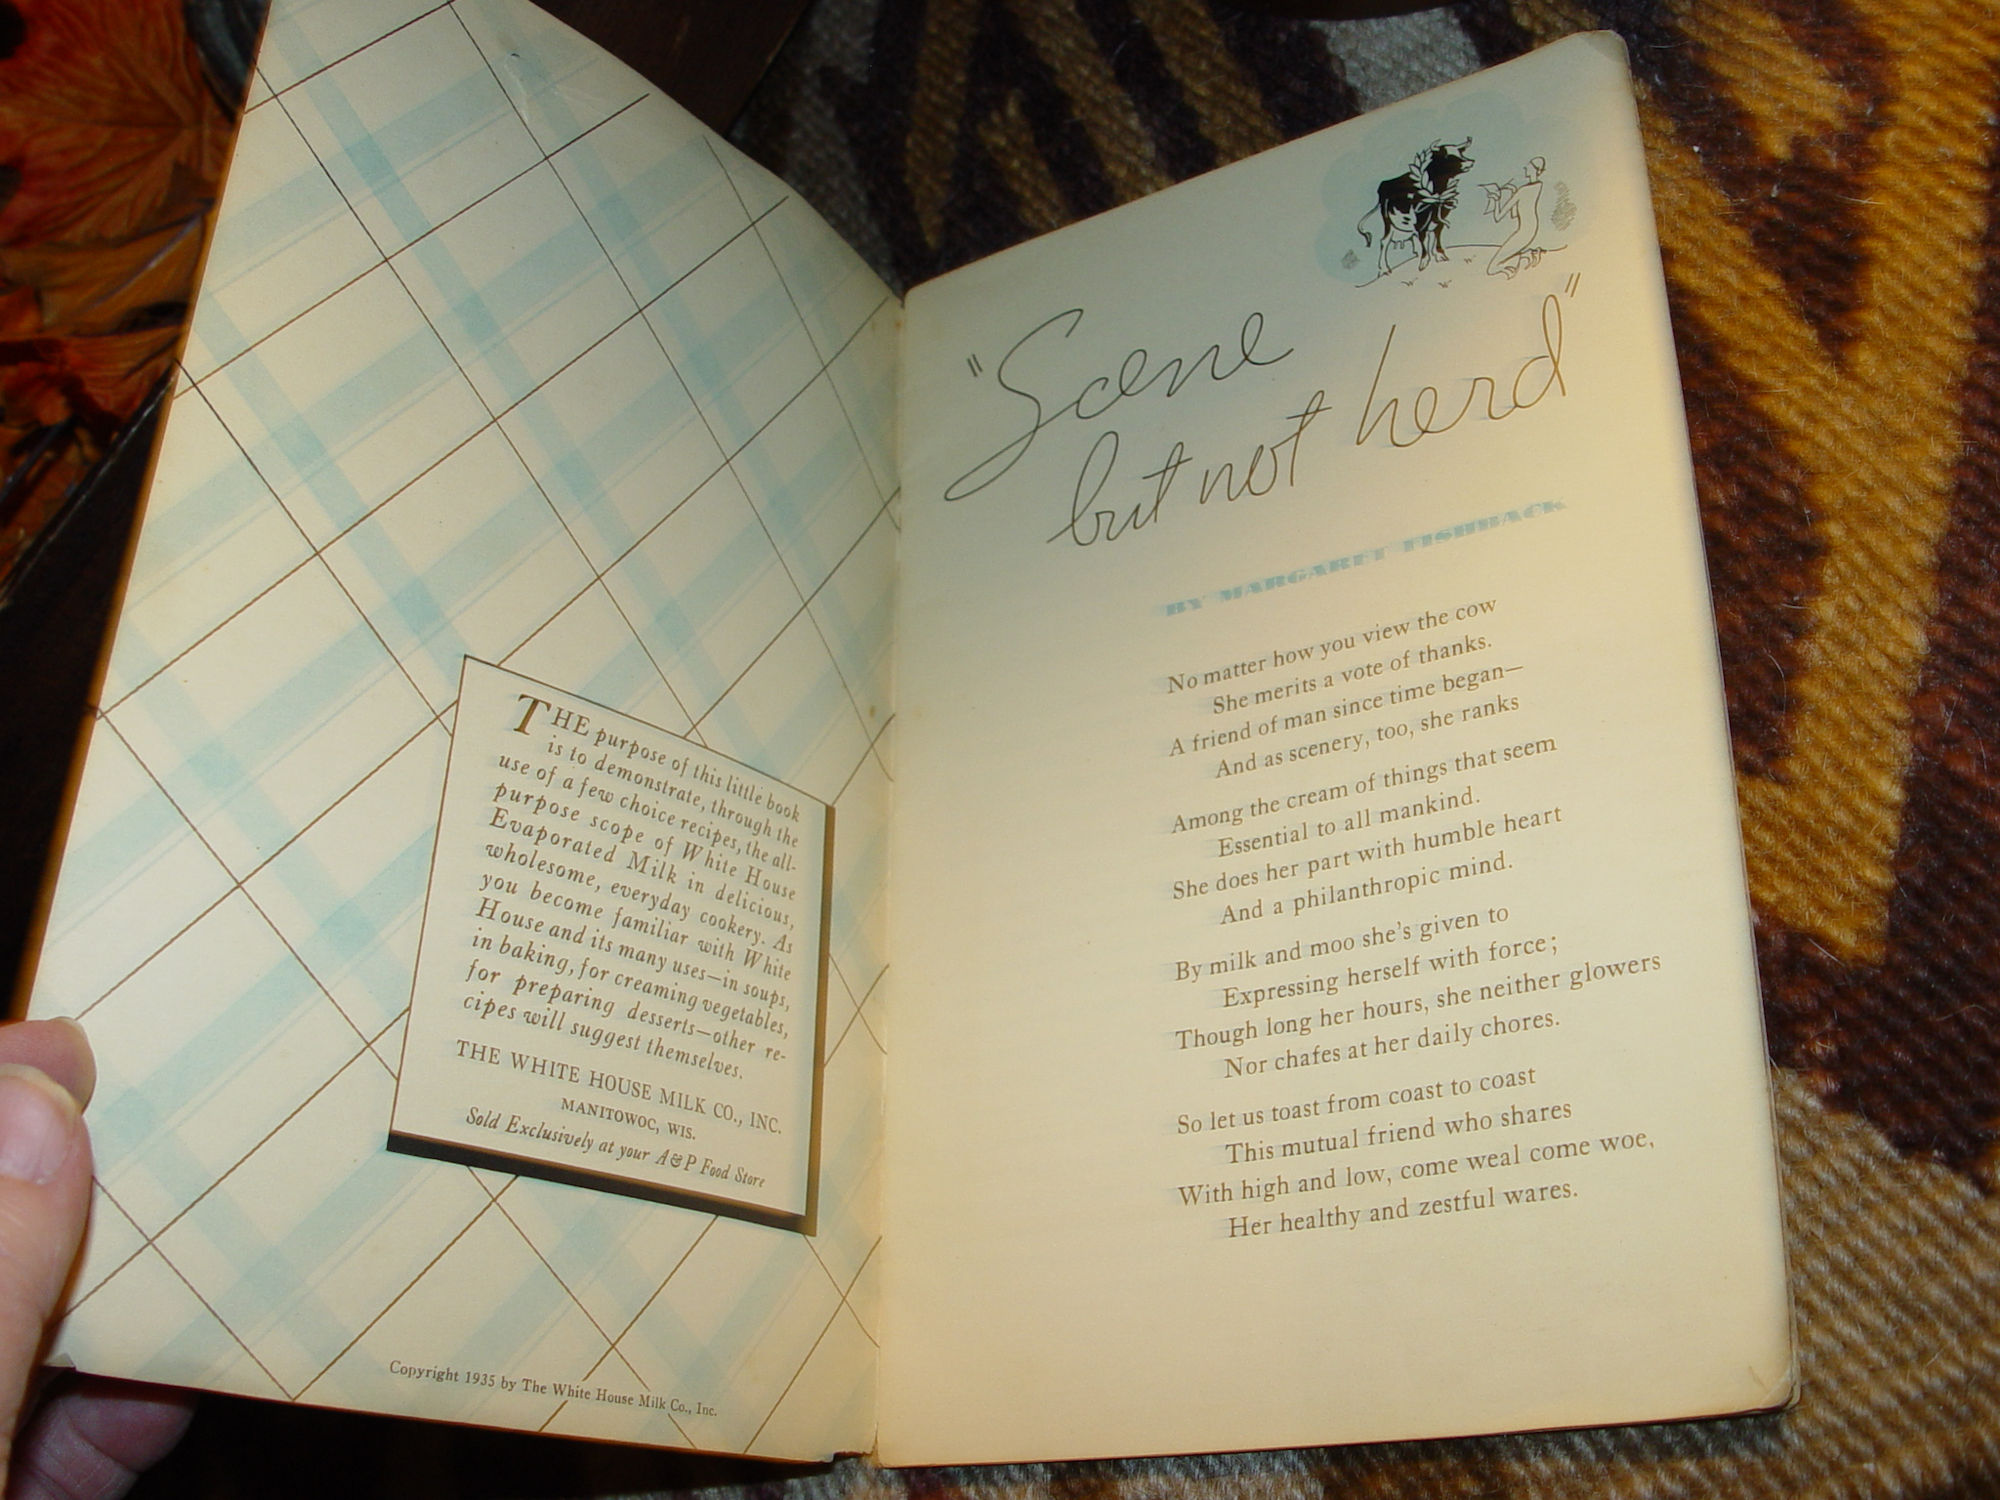 THE purpose of this little book
is to demonstrate, through the
use of a few choice recipes, the all-
purpose scope of White House
Evaporated Milk in delicious,
wholesome, everyday cookery. As
you become familiar with White
House and its many uses—in soups,
in baking, for creaming vegetables,
for preparing desserts—other re-
cipes will suggest themselves.
THE WHITE HOUSE MILK CO., INC.
MANITOWOC, WIS.
Sold Exclusively at your A&P Food Store
Copyright 1935 by The White House Milk Co., Inc.
"Scene
but not herd"
BY MARGARET FISHBACK
No matter how you view the cow
She merits a vote of thanks.
A friend of man since time began—
And as scenery, too, she ranks
Among the cream of things that seem
Essential to all mankind.
She does her part with humble heart
And a philanthropic mind.
By milk and moo she's given to
Expressing herself with force;
Though long her hours, she neither glowers
Nor chafes at her daily chores.
So let us toast from coast to coast
This mutual friend who shares
With high and low, come weal come woe,
Her healthy and zestful wares.